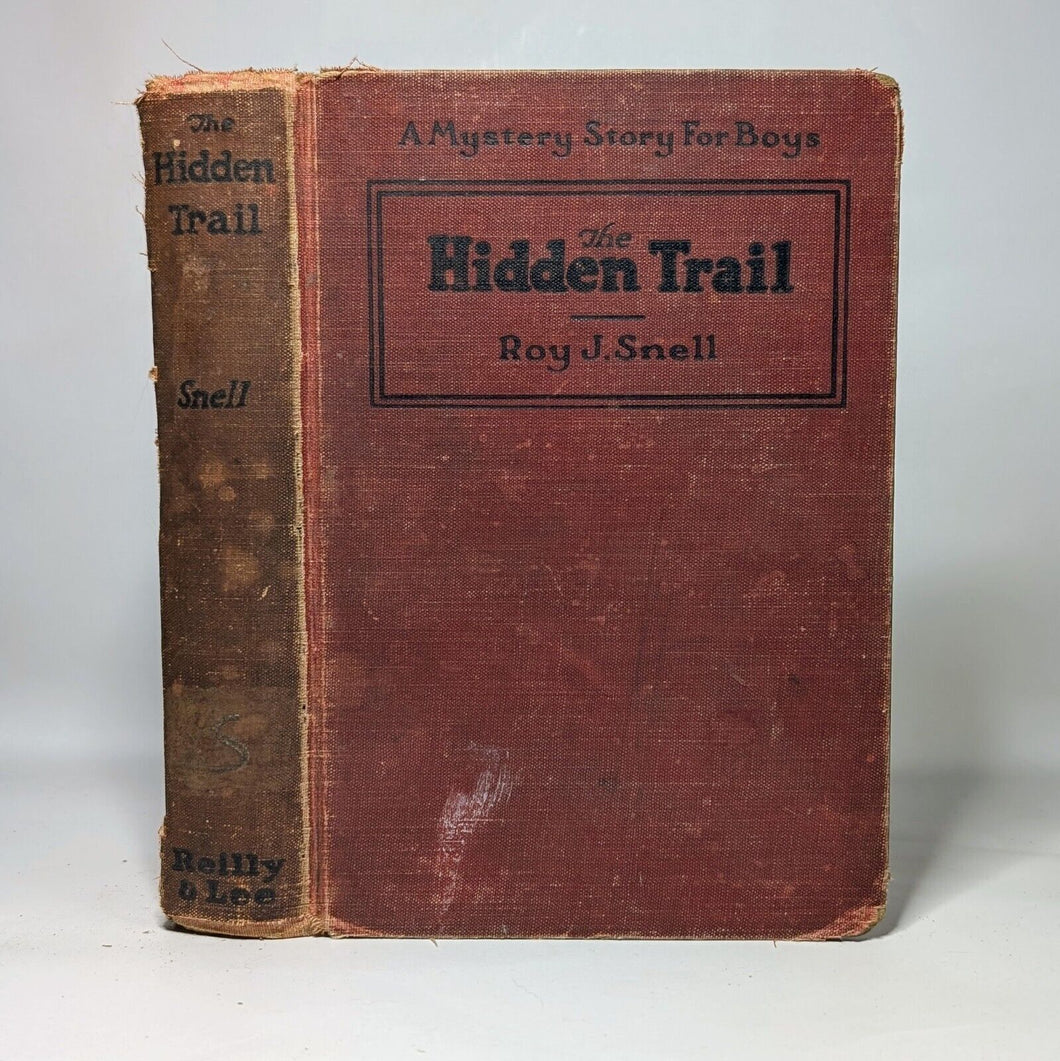 The
Hidden
Trail
Snell
S
Reilly
& Lee
A Mystery Story For Boys
The
Hidden Trail
Roy J. Snell